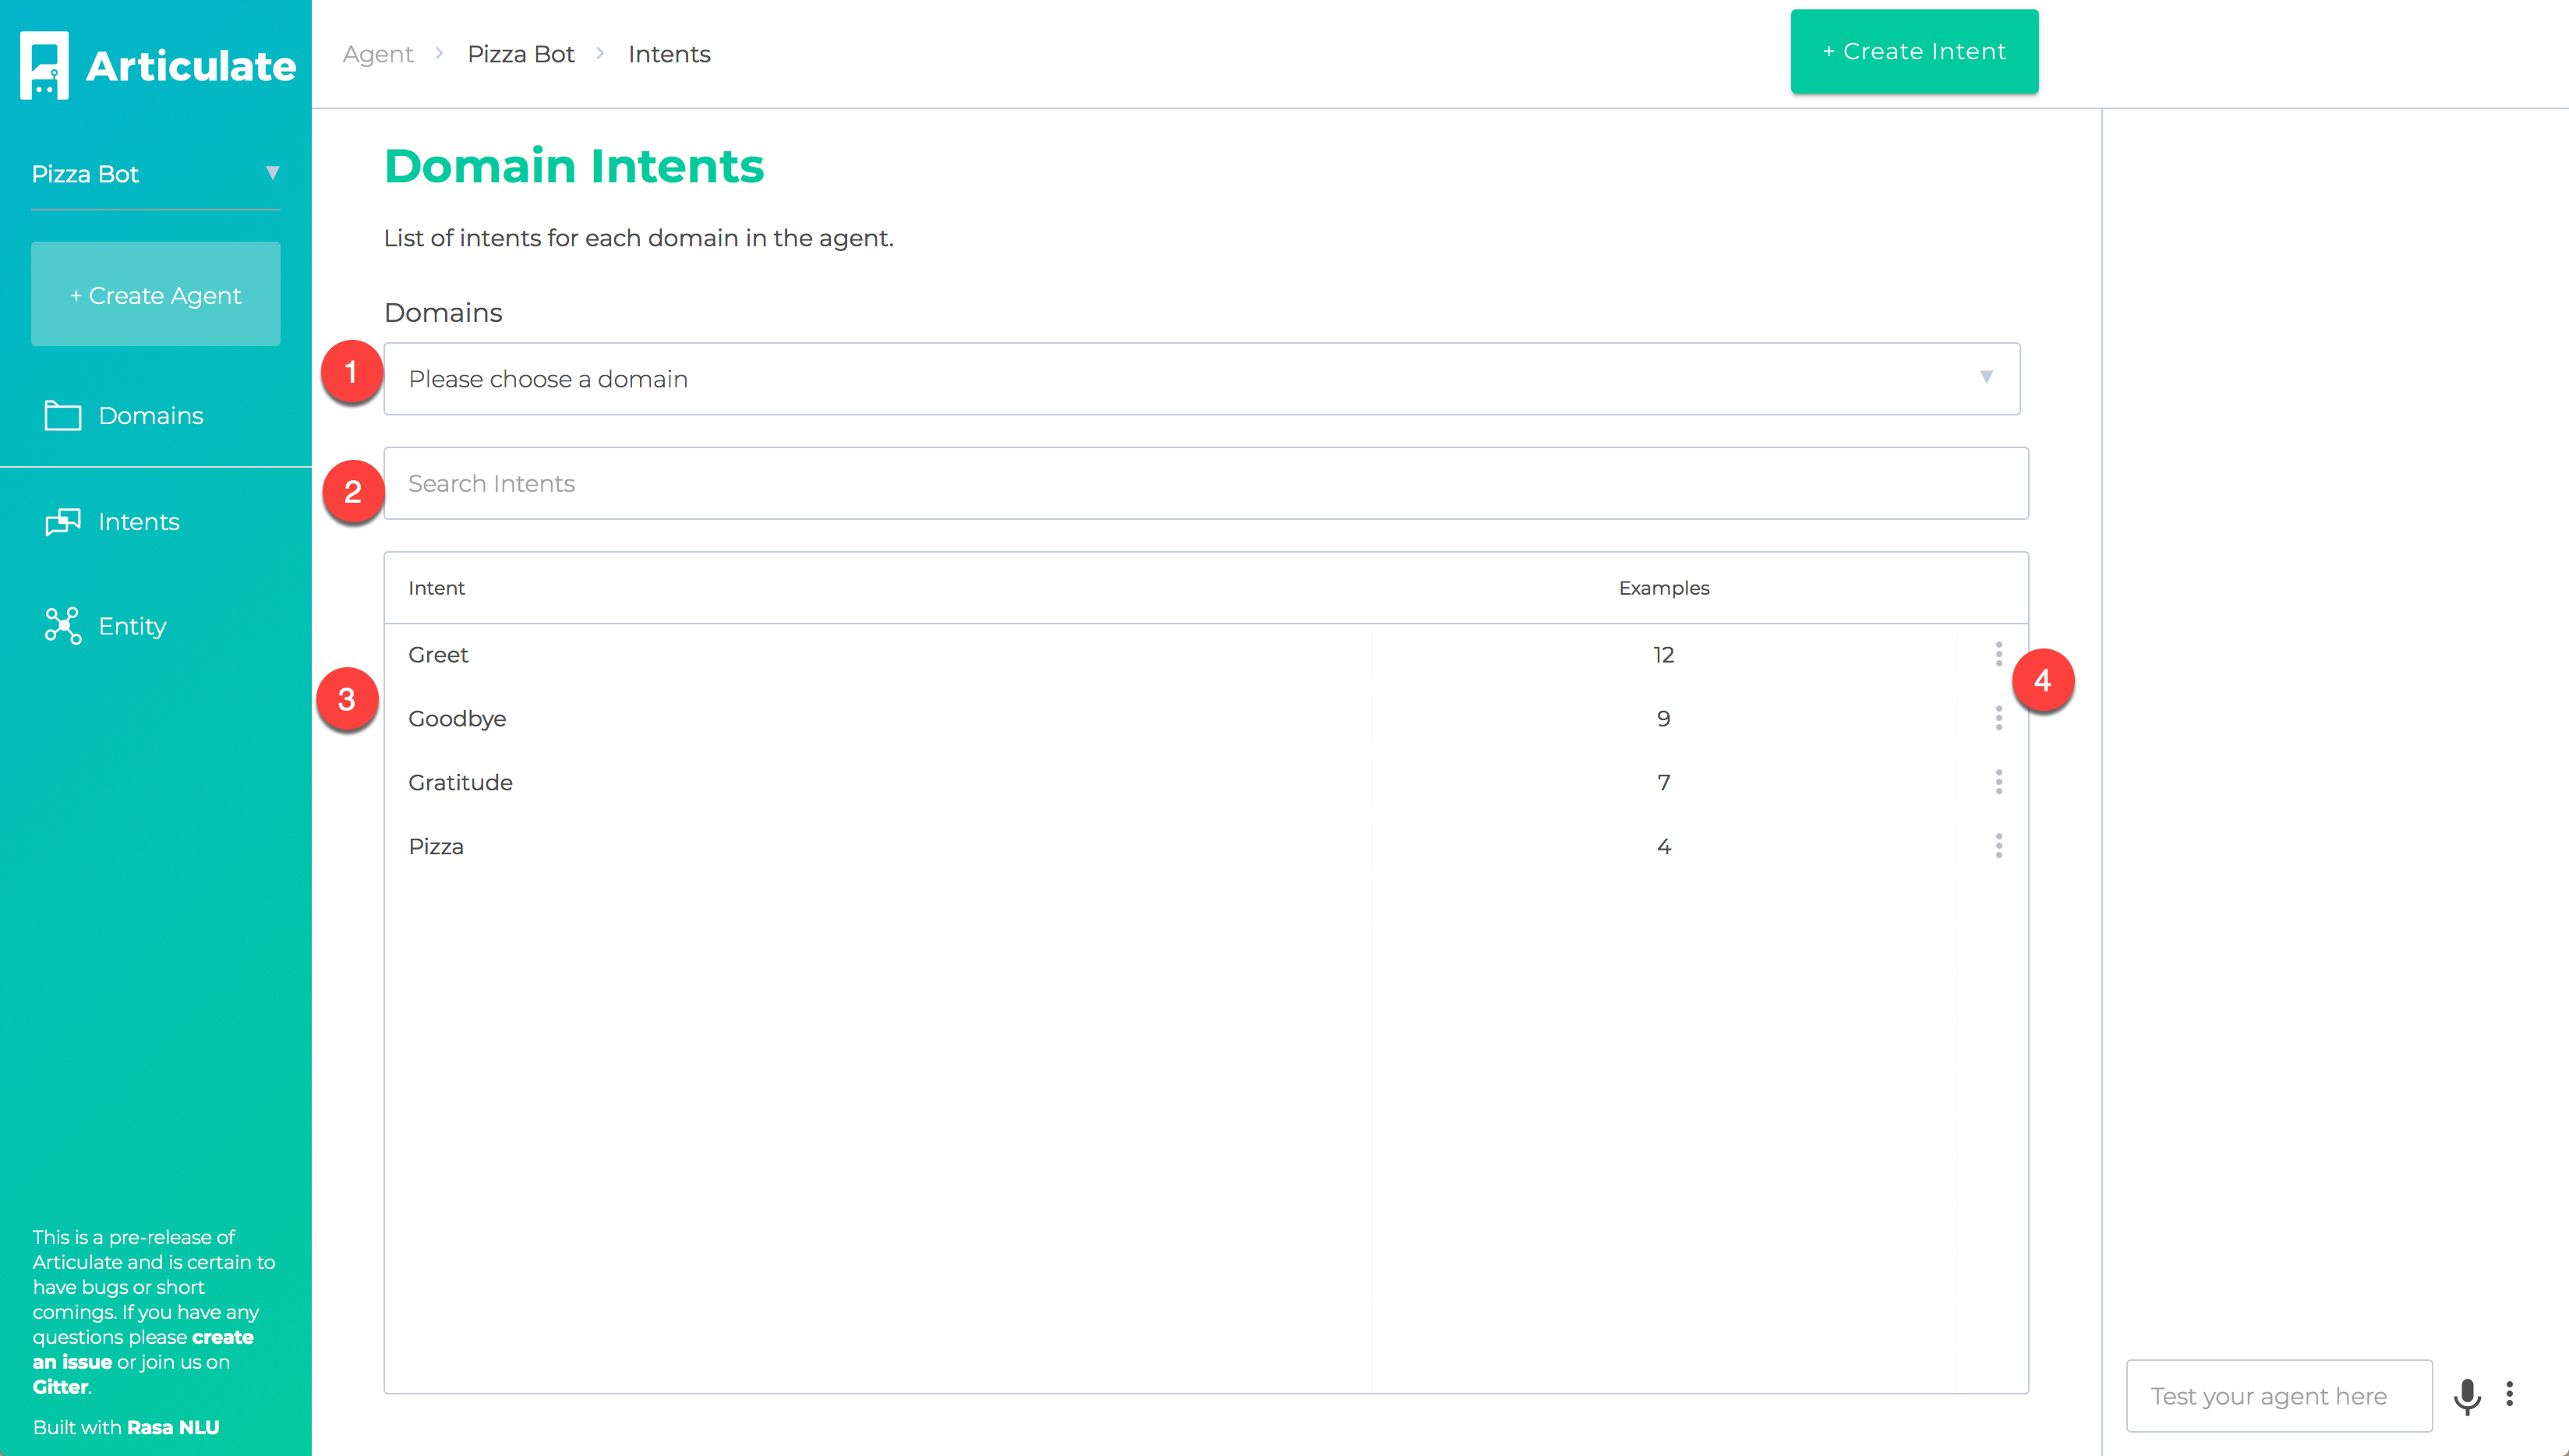 Articulate
Pizza Bot
+ Create Agent
Domains
Intents
Entity
This is a pre-release of
Articulate and is certain to
have bugs or short
comings. If you have any
questions please create
an issue or join us on
Gitter.
Built with Rasa NLU
Agent > Pizza Bot > Intents
+ Create Intent
Domain Intents
List of intents for each domain in the agent.
Domains
1 Please choose a domain
2 Search Intents
Intent Examples
Greet 12
4
3
Goodbye 9
Gratitude 7
Pizza 4
Test your agent here